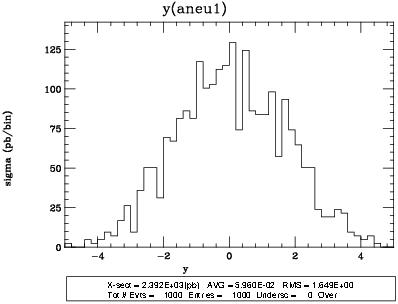 y(aneu1)
125
100
75
50
25
0
sigma (pb/bin)
−4 −2 0 2 4
y
X-sect = 2.392E+03(pb) AVG = 5.960E-02 RMS = 1.649E+00
Tot # Evts = 1000 Entries = 1000 Undersc = 0 Over